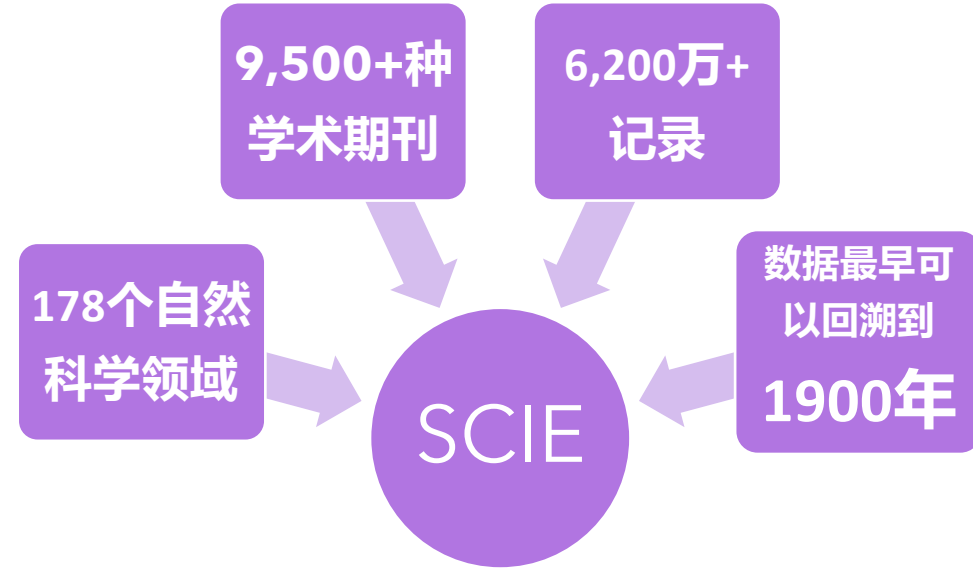 9,500+种
学术期刊
6,200万+
记录
178个自然
科学领域
数据最早可
以回溯到
1900年
SCIE